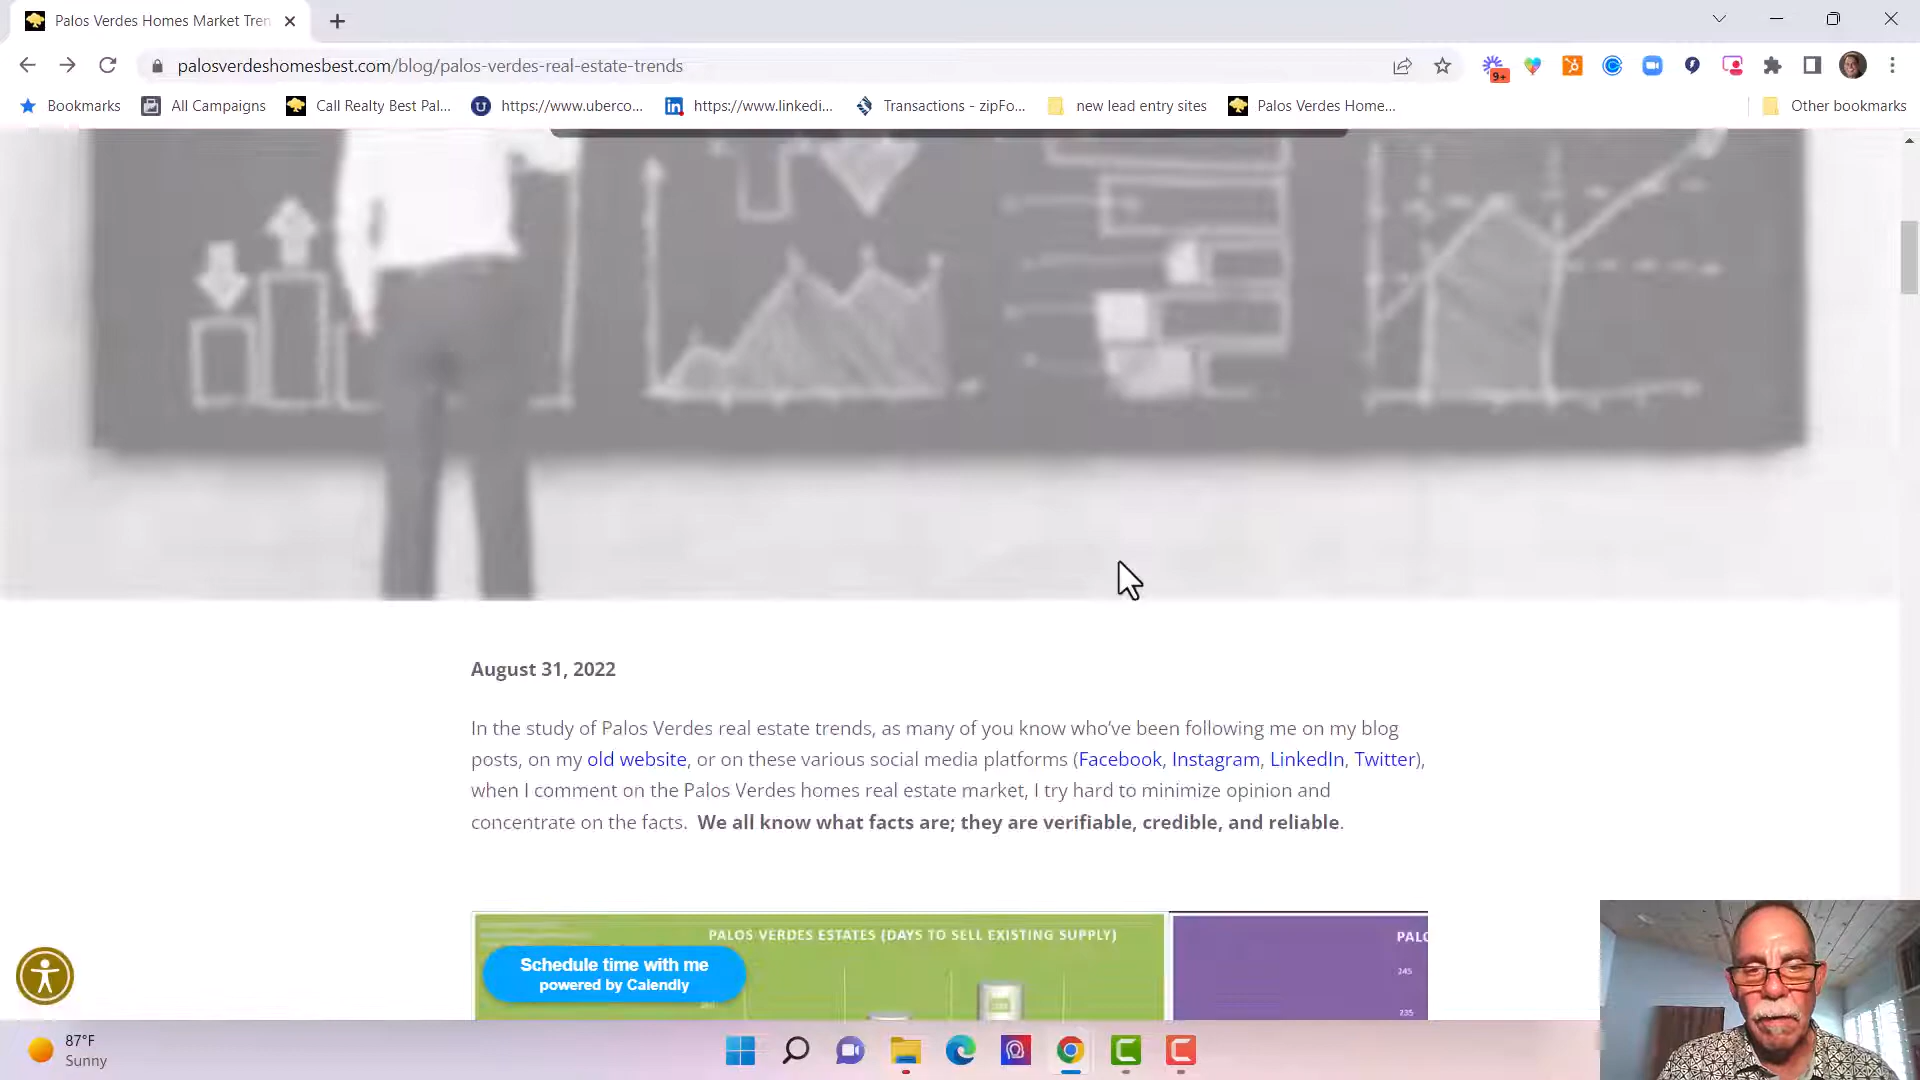 Palos Verdes Homes Market Tren
palosverdeshomesbest.com/blog/palos-verdes-real-estate-trends
9+
Bookmarks
All Campaigns
Call Realty Best Pal...
https://www.uberco...
https://www.linkedi...
Transactions - zipFo...
new lead entry sites
Palos Verdes Home...
Other bookmarks
August 31, 2022
In the study of Palos Verdes real estate trends, as many of you know who've been following me on my blog
posts, on my old website, or on these various social media platforms (Facebook, Instagram, LinkedIn, Twitter),
when I comment on the Palos Verdes homes real estate market, I try hard to minimize opinion and
concentrate on the facts. We all know what facts are; they are verifiable, credible, and reliable.
PALOS VERDES ESTATES (DAYS TO SELL EXISTING SUPPLY)
PALO
245
235
Schedule time with me
powered by Calendly
87°F
Sunny